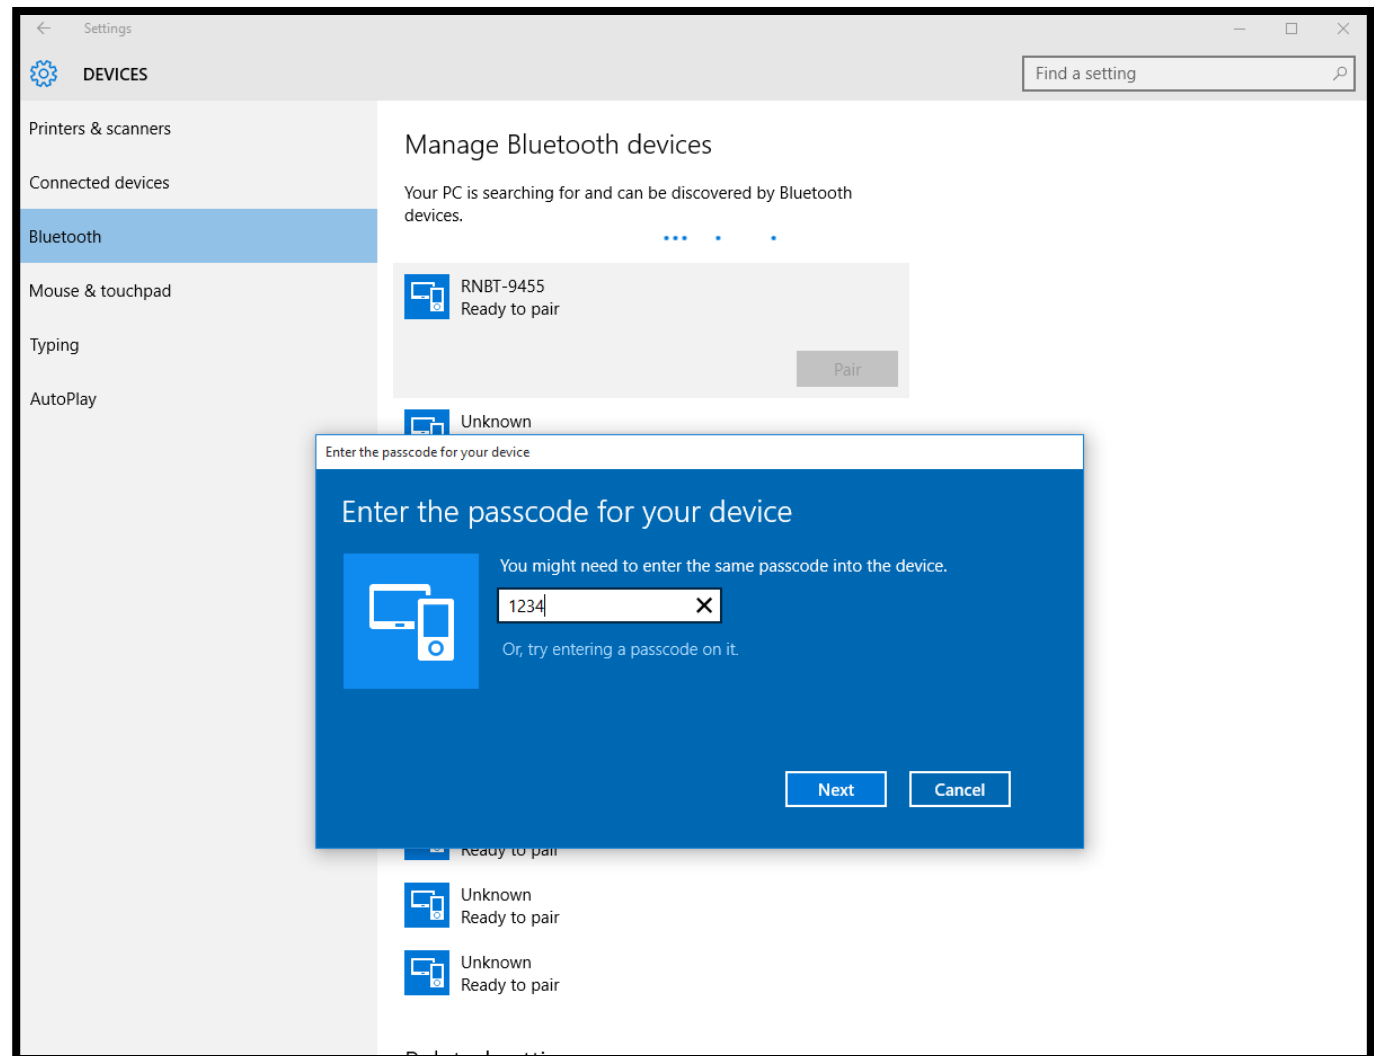 Settings
DEVICES
Find a setting
Printers & scanners
Connected devices
Bluetooth
Mouse & touchpad
Typing
AutoPlay
Manage Bluetooth devices
Your PC is searching for and can be discovered by Bluetooth
devices.
RNBT-9455
Ready to pair
Pair
Unknown
Enter the passcode for your device
Enter the passcode for your device
You might need to enter the same passcode into the device.
1234
Or, try entering a passcode on it.
Next
Cancel
Ready to pair
Unknown
Ready to pair
Unknown
Ready to pair